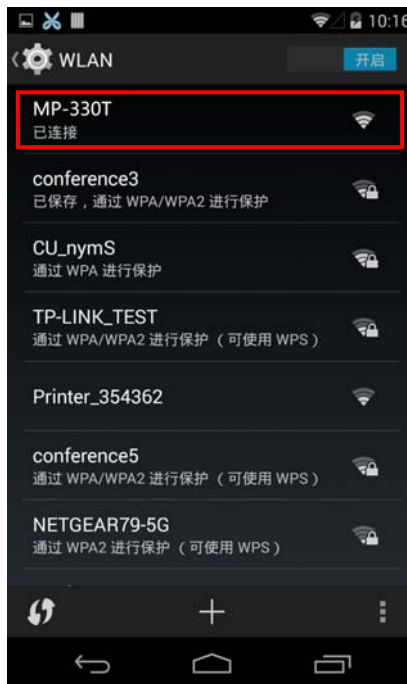 10:16
WLAN
开启
MP-330T
已连接
conference3
已保存，通过 WPA/WPA2 进行保护
CU_nymS
通过 WPA 进行保护
TP-LINK_TEST
通过 WPA/WPA2 进行保护 （可使用 WPS）
Printer_354362
conference5
通过 WPA/WPA2 进行保护 （可使用 WPS）
NETGEAR79-5G
通过 WPA2 进行保护 （可使用 WPS）